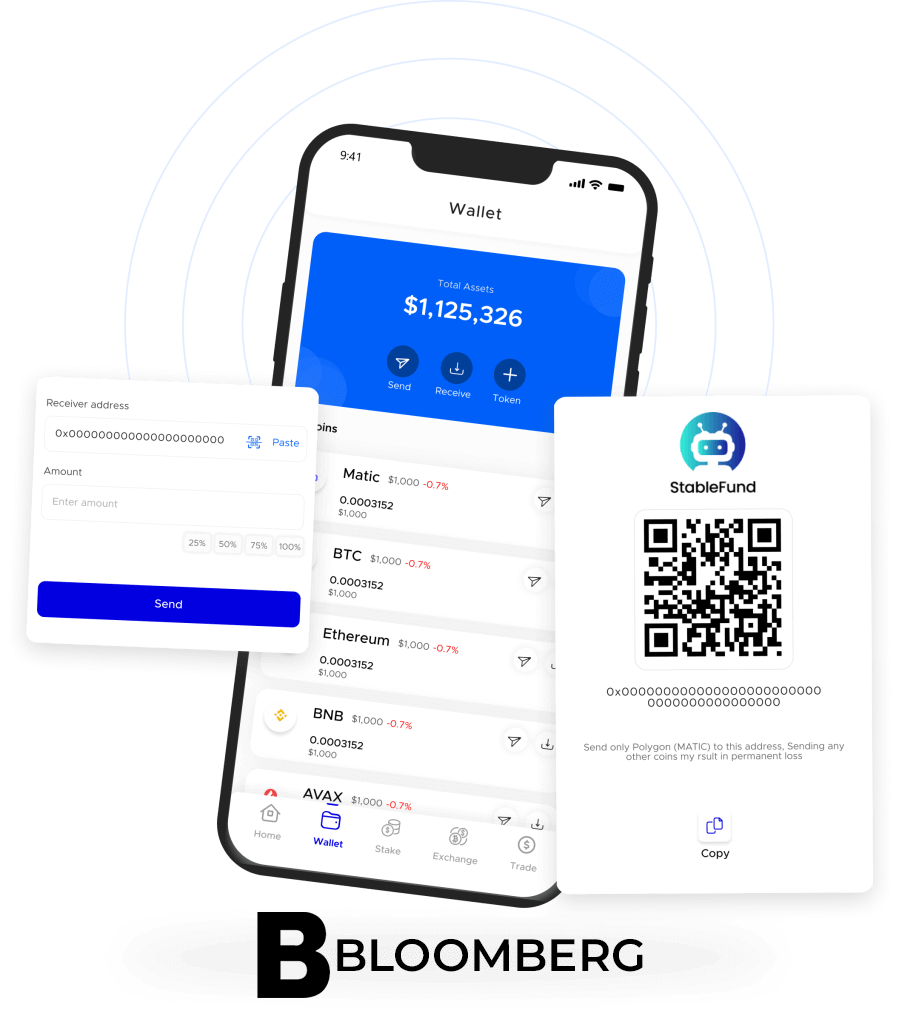 9:41
Wallet
Total Assets
$1,125,326
Send
Receive
Token
oins
Matic $1,000 -0.7%
0.0003152
$1,000
BTC $1,000 -0.7%
0.0003152
$1,000
Ethereum $1,000 -0.7%
0.0003152
$1,000
BNB $1,000 -0.7%
0.0003152
$1,000
AVAX $1,000 -0.7%
Home
Wallet
Stake
Exchange
Trade
Receiver address
0x0000000000000000000000 Paste
Amount
Enter amount
25% 50% 75% 100%
Send
StableFund
0x000000000000000000000000
0000000000000000
Send only Polygon (MATIC) to this address, Sending any
other coins my rsult in permanent loss
Copy
B BLOOMBERG